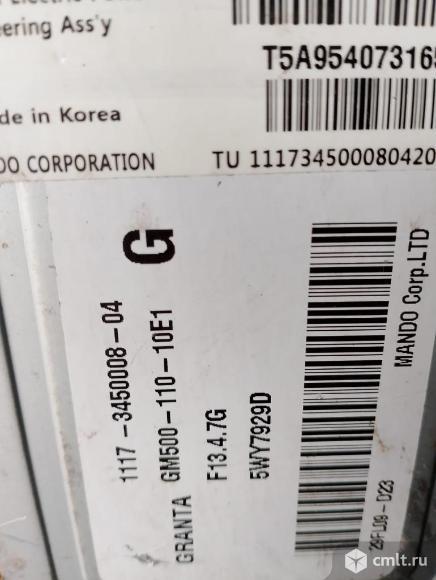 eering Ass'y
T5A954073165
de in Korea
DO CORPORATION
TU 111734500080420
G
1117-3450008-04
GRANTA GM500-110-10E1
F13.4.7G
5WY7929D
MANDO Corp.LTD
cmlt.ru